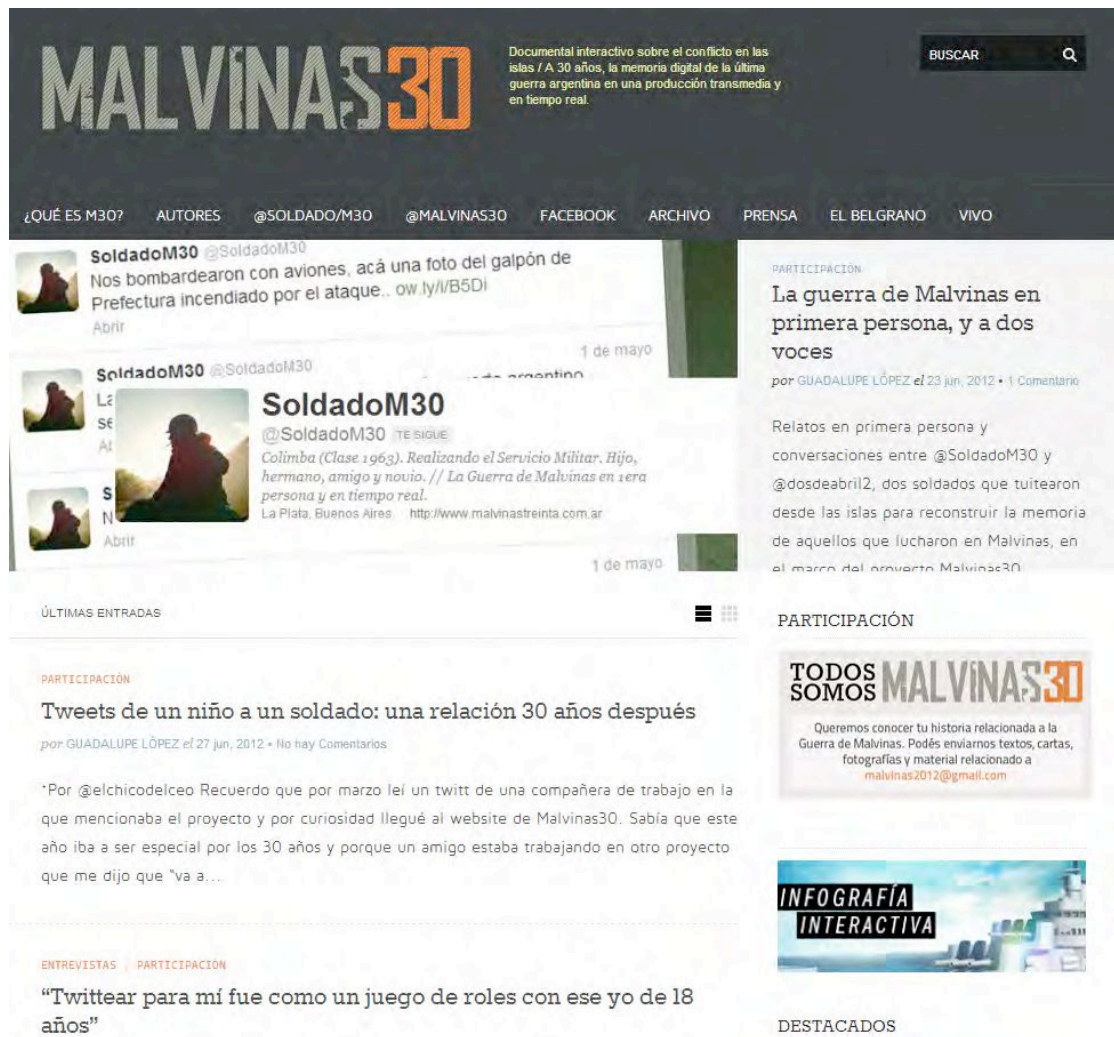 MALVINAS30
Documental interactivo sobre el conflicto en las
islas / A 30 años, la memoria digital de la última
guerra argentina en una producción transmedia y
en tiempo real.
BUSCAR
¿QUÉ ES M30? AUTORES @SOLDADO/M30 @MALVINAS30 FACEBOOK ARCHIVO PRENSA EL BELGRANO VIVO
SoldadoM30 @SoldadoM30
Nos bombardearon con aviones, acá una foto del galpón de
Prefectura incendiado por el ataque.. ow.ly/i/B5Di
Abrir
1 de mayo
SoldadoM30 @SoldadoM30
argentino
SoldadoM30
@SoldadoM30 TE SIGUE
Colimba (Clase 1963). Realizando el Servicio Militar. Hijo,
hermano, amigo y novio. // La Guerra de Malvinas en 1era
persona y en tiempo real.
La Plata, Buenos Aires. http://www.malvinastreinta.com.ar
Abrir
1 de mayo
PARTICIPACIÓN
La guerra de Malvinas en
primera persona, y a dos
voces
por GUADALUPE LÓPEZ el 23 jun, 2012 • 1 Comentario
Relatos en primera persona y
conversaciones entre @SoldadoM30 y
@dosdeabril2, dos soldados que tuitearon
desde las islas para reconstruir la memoria
de aquellos que lucharon en Malvinas, en
el marco del proyecto Malvinas30
ÚLTIMAS ENTRADAS
PARTICIPACIÓN
Tweets de un niño a un soldado: una relación 30 años después
por GUADALUPE LÓPEZ el 27 jun, 2012 • No hay Comentarios
*Por @elchicodelceo Recuerdo que por marzo leí un twitt de una compañera de trabajo en la
que mencionaba el proyecto y por curiosidad llegué al website de Malvinas30. Sabía que este
año iba a ser especial por los 30 años y porque un amigo estaba trabajando en otro proyecto
que me dijo que “va a...
ENTREVISTAS PARTICIPACIÓN
“Twittear para mí fue como un juego de roles con ese yo de 18
años”
PARTICIPACIÓN
TODOS
SOMOS MALVINAS30
Queremos conocer tu historia relacionada a la
Guerra de Malvinas. Podés enviarnos textos, cartas,
fotografías y material relacionado a
malvinas2012@gmail.com
INFOGRAFÍA
INTERACTIVA
DESTACADOS